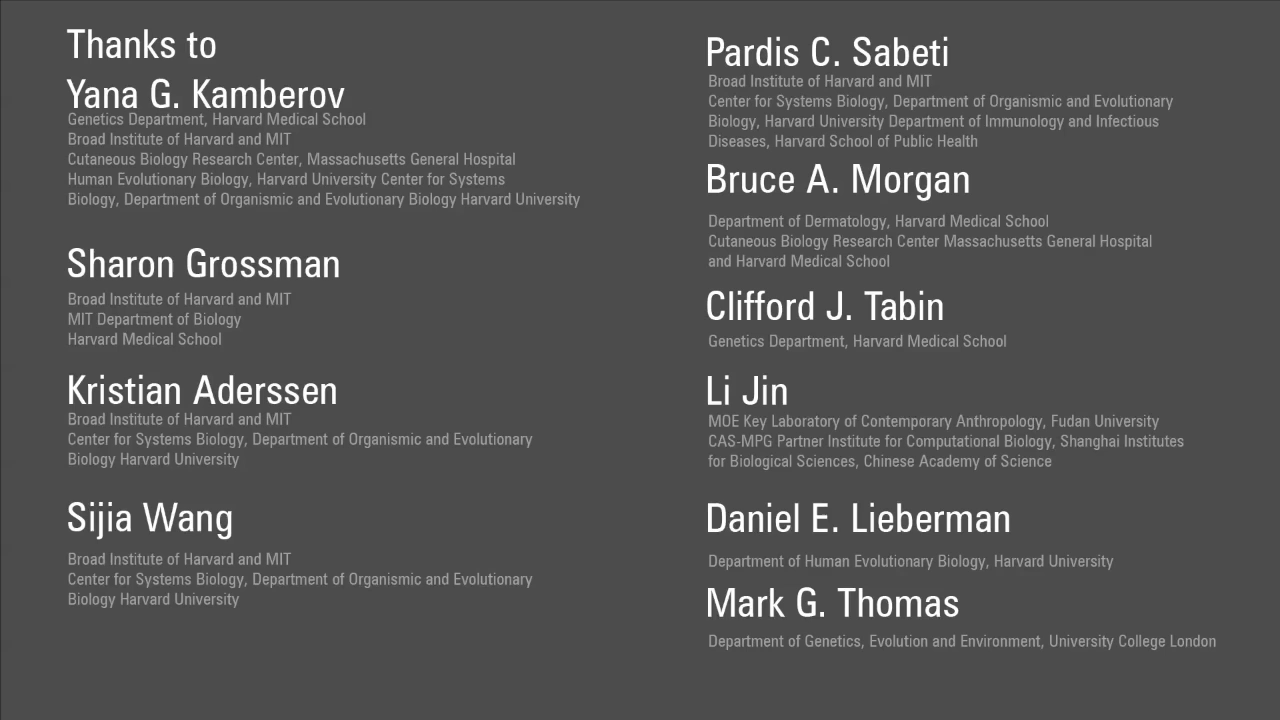 Thanks to
Yana G. Kamberov
Genetics Department, Harvard Medical School
Broad Institute of Harvard and MIT
Cutaneous Biology Research Center, Massachusetts General Hospital
Human Evolutionary Biology, Harvard University Center for Systems
Biology, Department of Organismic and Evolutionary Biology Harvard University
Sharon Grossman
Broad Institute of Harvard and MIT
MIT Department of Biology
Harvard Medical School
Kristian Aderssen
Broad Institute of Harvard and MIT
Center for Systems Biology, Department of Organismic and Evolutionary
Biology Harvard University
Sijia Wang
Broad Institute of Harvard and MIT
Center for Systems Biology, Department of Organismic and Evolutionary
Biology Harvard University
Pardis C. Sabeti
Broad Institute of Harvard and MIT
Center for Systems Biology, Department of Organismic and Evolutionary
Biology, Harvard University Department of Immunology and Infectious
Diseases, Harvard School of Public Health
Bruce A. Morgan
Department of Dermatology, Harvard Medical School
Cutaneous Biology Research Center Massachusetts General Hospital
and Harvard Medical School
Clifford J. Tabin
Genetics Department, Harvard Medical School
Li Jin
MOE Key Laboratory of Contemporary Anthropology, Fudan University
CAS-MPG Partner Institute for Computational Biology, Shanghai Institutes
for Biological Sciences, Chinese Academy of Science
Daniel E. Lieberman
Department of Human Evolutionary Biology, Harvard University
Mark G. Thomas
Department of Genetics, Evolution and Environment, University College London